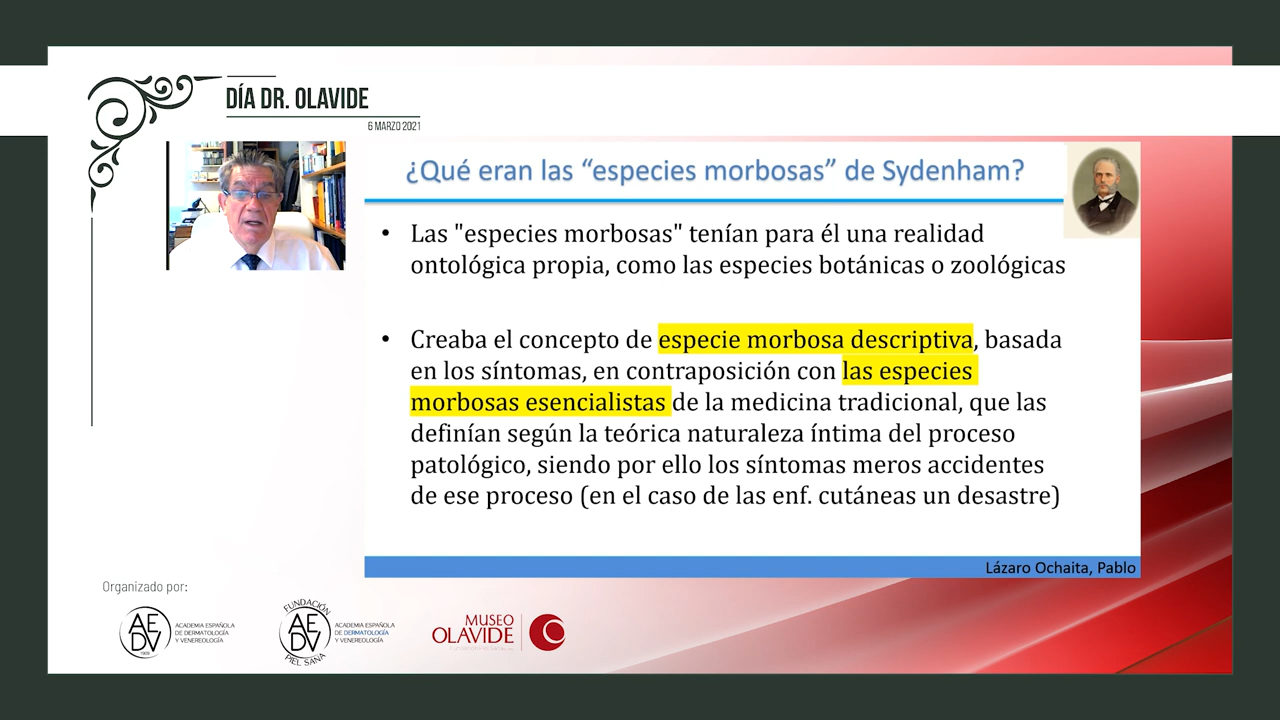 DÍA DR. OLAVIDE
6 MARZO 2021
¿Qué eran las “especies morbosas” de Sydenham?
• Las "especies morbosas" tenían para él una realidad
ontológica propia, como las especies botánicas o zoológicas
• Creaba el concepto de especie morbosa descriptiva, basada
en los síntomas, en contraposición con las especies
morbosas esencialistas de la medicina tradicional, que las
definían según la teórica naturaleza íntima del proceso
patológico, siendo por ello los síntomas meros accidentes
de ese proceso (en el caso de las enf. cutáneas un desastre)
Lázaro Ochaita, Pablo
Organizado por:
AEDV
1909
ACADEMIA ESPAÑOLA
DE DERMATOLOGÍA
Y VENEREOLOGÍA
FUNDACIÓN
AEDV
PIEL SANA
ACADEMIA ESPAÑOLA
DE DERMATOLOGÍA
Y VENEREOLOGÍA
MUSEO
OLAVIDE